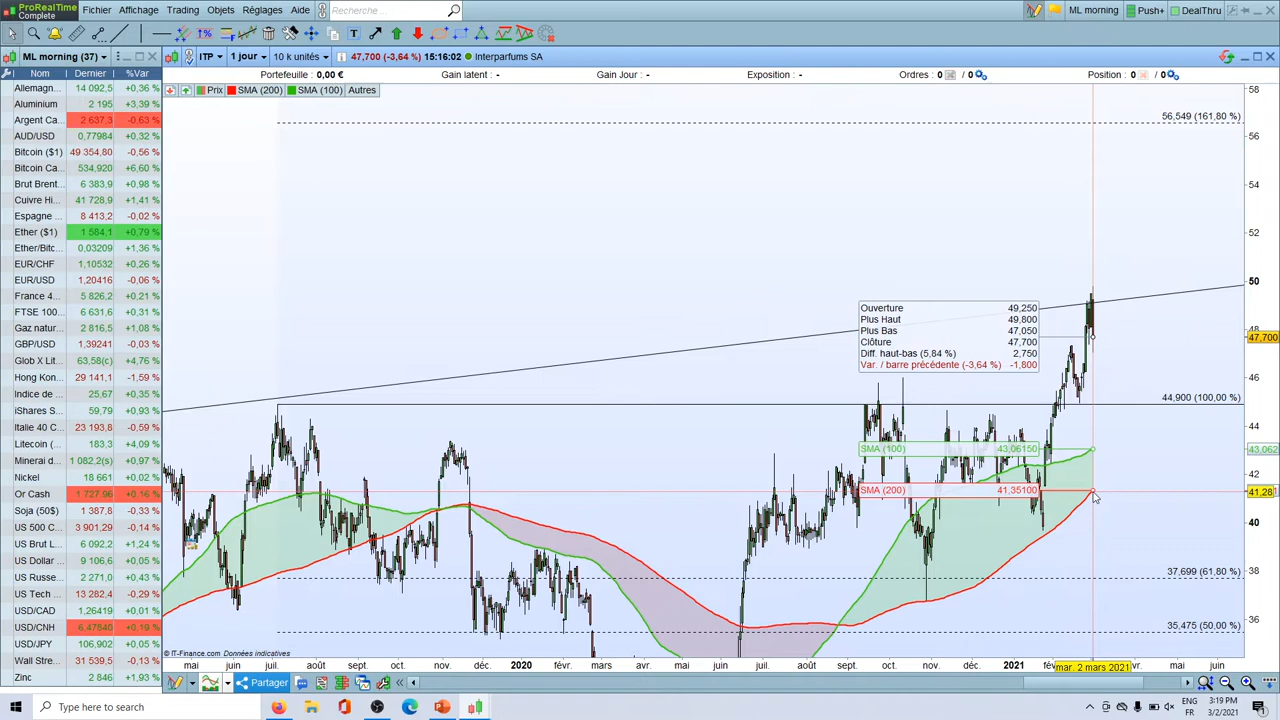 ProRealTime
Complete
Fichier Affichage Trading Objets Réglages Aide
Recherche ...
ML morning Push+ DealThru
ML morning (37)
ITP 1 jour 10 k unités 47,700 (-3,64 %) 15:16:02 Interparfums SA
Portefeuille : 0,00 € Gain latent : - Gain Jour : - Exposition : - Ordres : 0 / 0 Position : 0 / 0
Prix SMA (200) SMA (100) Autres
Nom Dernier %Var
Allemagn... 14 092,5 +0,36 %
Aluminium 2 195 +3,39 %
Argent Ca... 2 637,3 -0,63 %
AUD/USD 0,77984 +0,32 %
Bitcoin ($1) 49 354,80 -0,56 %
Bitcoin Ca... 534,920 +6,60 %
Brut Brent... 6 383,9 +0,98 %
Cuivre Hi... 41 728,9 +1,41 %
Espagne ... 8 413,2 -0,02 %
Ether ($1) 1 584,1 +0,79 %
Ether/Bitc... 0,03209 +1,36 %
EUR/CHF 1,10532 +0,26 %
EUR/USD 1,20416 -0,06 %
France 4... 5 826,2 +0,21 %
FTSE 100... 6 631,6 +0,31 %
Gaz natur... 2 816,5 +1,08 %
GBP/USD 1,39241 -0,03 %
Glob X Lit... 63,58(c) +4,76 %
Hong Kon... 29 141,1 -1,59 %
Indice de ... 25,67 +0,35 %
iShares S... 59,79 +0,93 %
Italie 40 C... 23 193,8 -0,59 %
Litecoin (... 183,3 +4,09 %
Minerai d... 1 082,2(s) +0,97 %
Nickel 18 661 +0,02 %
Or Cash 1 727,96 +0,16 %
Soja (50$) 1 387,8 -0,33 %
US 500 C... 3 901,29 -0,14 %
US Brut L... 6 092,2 +1,24 %
US Dollar ... 9 106,6 +0,05 %
US Russe... 2 271,0 +0,43 %
US Tech ... 13 282,4 -0,29 %
USD/CAD 1,26419 +0,01 %
USD/CNH 6,47840 +0,19 %
USD/JPY 106,902 +0,05 %
Wall Stre... 31 539,5 -0,13 %
Zinc 2 846 +1,93 %
56,549 (161,80 %)
Ouverture 49,250
Plus Haut 49,800
Plus Bas 47,050
Clôture 47,700
Diff. haut-bas (5,84 %) 2,750
Var. / barre précédente (-3,64 %) -1,800
44,900 (100,00 %)
SMA (100) 43,06150
SMA (200) 41,35100
37,699 (61,80 %)
35,475 (50,00 %)
58
56
54
52
50
48
47,700
46
44
43,062
42
41,28
40
38
36
© IT-Finance.com Données indicatives
mai juin juil. août sept. oct. nov. déc. 2020 févr. mars avril mai juin juil. août sept. oct. nov. déc. 2021 mar. 2 mars 2021 mai juin
Partager
Type here to search
EN
FR
3:19 PM
3/2/2021
1